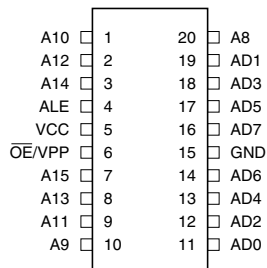 A10 1 20 A8
A12 2 19 AD1
A14 3 18 AD3
ALE 4 17 AD5
VCC 5 16 AD7
O̅E̅/VPP 6 15 GND
A15 7 14 AD6
A13 8 13 AD4
A11 9 12 AD2
A9 10 11 AD0